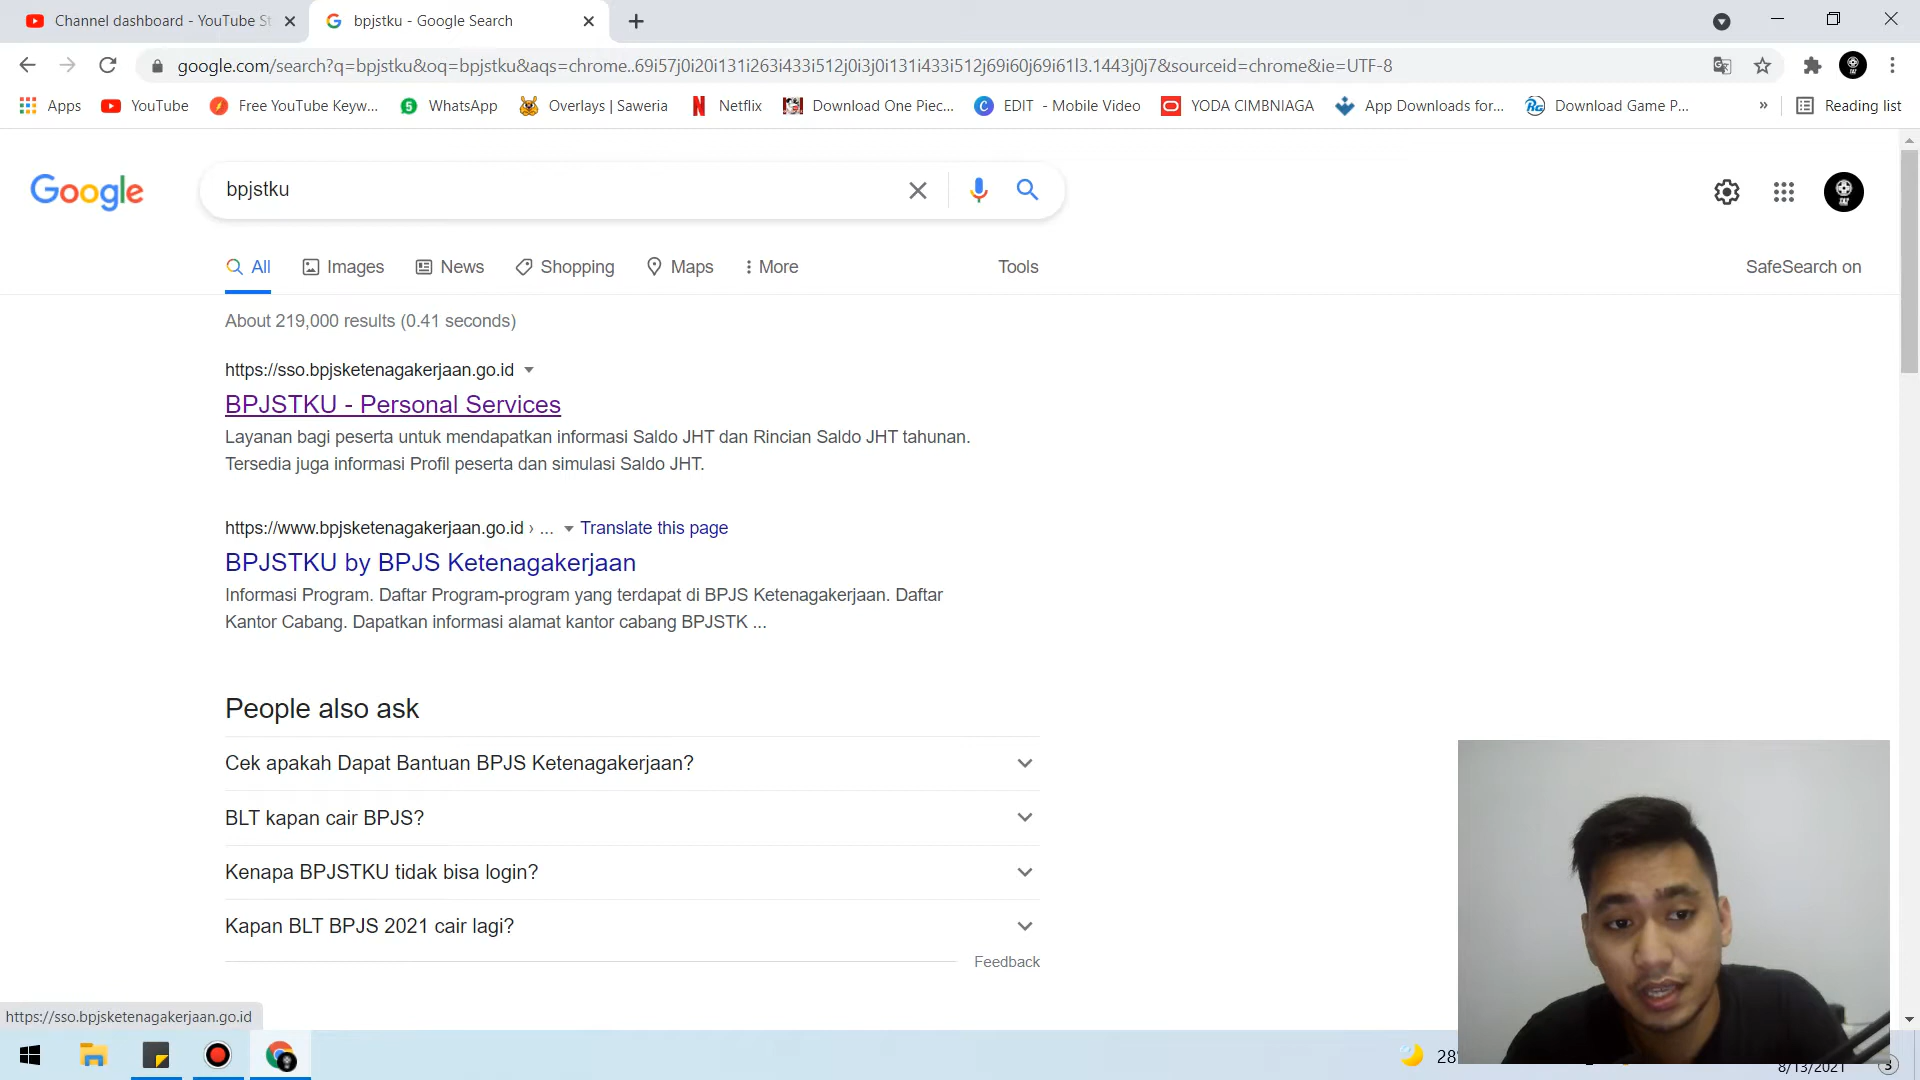 Channel dashboard - YouTube St
bpjstku - Google Search
google.com/search?q=bpjstku&oq=bpjstku&aqs=chrome..69i57j0i20i131i263i433i512j0i3j0i131i433i512j69i60j69i61l3.1443j0j7&sourceid=chrome&ie=UTF-8
Apps YouTube Free YouTube Keyw... WhatsApp Overlays | Saweria Netflix Download One Piec... EDIT - Mobile Video YODA CIMBNIAGA App Downloads for... Download Game P... » Reading list
Google bpjstku
All Images News Shopping Maps More Tools SafeSearch on
About 219,000 results (0.41 seconds)
https://sso.bpjsketenagakerjaan.go.id
BPJSTKU - Personal Services
Layanan bagi peserta untuk mendapatkan informasi Saldo JHT dan Rincian Saldo JHT tahunan.
Tersedia juga informasi Profil peserta dan simulasi Saldo JHT.
https://www.bpjsketenagakerjaan.go.id › ... Translate this page
BPJSTKU by BPJS Ketenagakerjaan
Informasi Program. Daftar Program-program yang terdapat di BPJS Ketenagakerjaan. Daftar
Kantor Cabang. Dapatkan informasi alamat kantor cabang BPJSTK ...
People also ask
Cek apakah Dapat Bantuan BPJS Ketenagakerjaan?
BLT kapan cair BPJS?
Kenapa BPJSTKU tidak bisa login?
Kapan BLT BPJS 2021 cair lagi?
Feedback
https://sso.bpjsketenagakerjaan.go.id
28°
8/13/2021 3